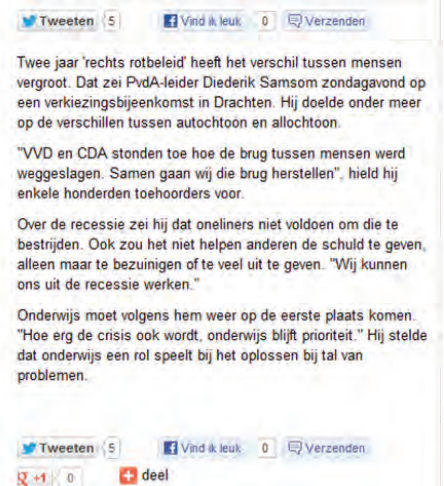 Tweeten 5 Vind ik leuk 0 Verzenden
Twee jaar 'rechts rotbeleid' heeft het verschil tussen mensen
vergroot. Dat zei PvdA-leider Diederik Samsom zondagavond op
een verkiezingsbijeenkomst in Drachten. Hij doelde onder meer
op de verschillen tussen autochtoon en allochtoon.
"VVD en CDA stonden toe hoe de brug tussen mensen werd
weggeslagen. Samen gaan wij die brug herstellen", hield hij
enkele honderden toehoorders voor.
Over de recessie zei hij dat oneliners niet voldoen om die te
bestrijden. Ook zou het niet helpen anderen de schuld te geven,
alleen maar te bezuinigen of te veel uit te geven. "Wij kunnen
ons uit de recessie werken."
Onderwijs moet volgens hem weer op de eerste plaats komen.
"Hoe erg de crisis ook wordt, onderwijs blijft prioriteit." Hij stelde
dat onderwijs een rol speelt bij het oplossen bij tal van
problemen.
Tweeten 5 Vind ik leuk 0 Verzenden
+1 0 deel